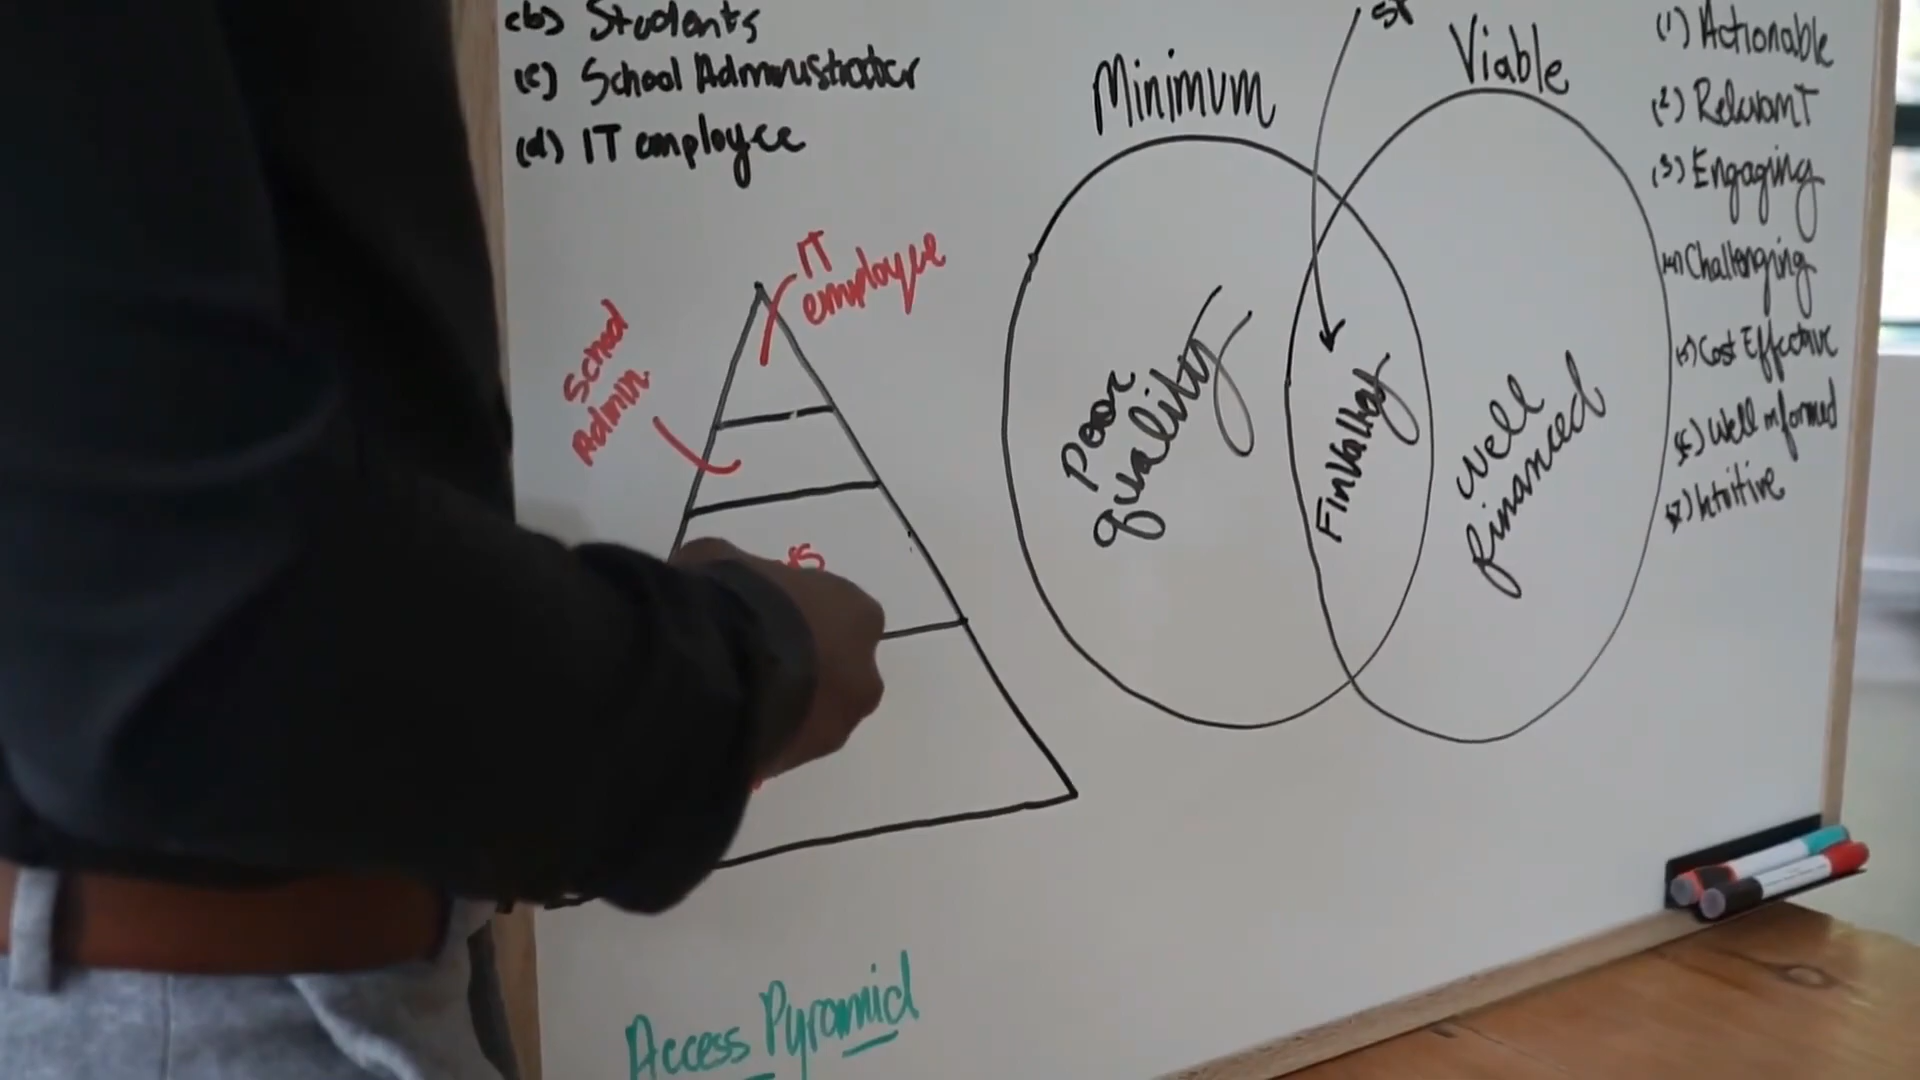 (b) Students
(c) School Administrator
(d) IT employee
IT
employee
School
Admin.
Access Pyramid
Minimum
Viable
Poor
quality
FinValley
Well
financed
(1) Actionable
(2) Relevant
(3) Engaging
(4) Challenging
(5) Cost Effective
(6) Well informed
(7) Intuitive